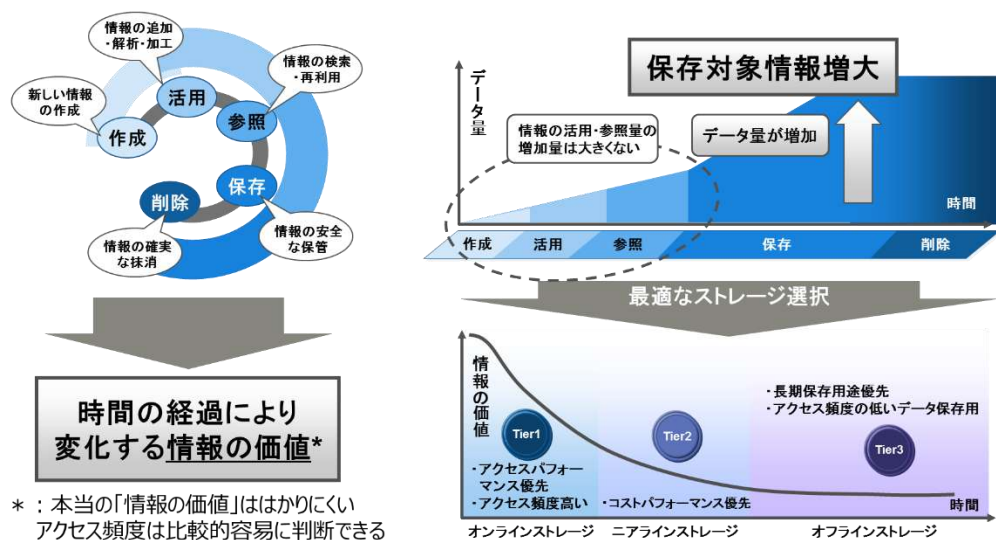 情報の追加
・解析・加工
情報の検索
・再利用
新しい情報
の作成
活用
参照
作成
保存
削除
情報の確実
な抹消
情報の安全
な保管
時間の経過により
変化する情報の価値*
* : 本当の「情報の価値」ははかりにくい
アクセス頻度は比較的容易に判断できる
保存対象情報増大
データ量
情報の活用・参照量の
増加量は大きくない
データ量が増加
時間
作成 活用 参照 保存 削除
最適なストレージ選択
情報の価値
・長期保存用途優先
・アクセス頻度の低いデータ保存用
Tier1
Tier2
Tier3
・アクセスパフォー
マンス優先
・アクセス頻度高い
・コストパフォーマンス優先
時間
オンラインストレージ ニアラインストレージ オフラインストレージ